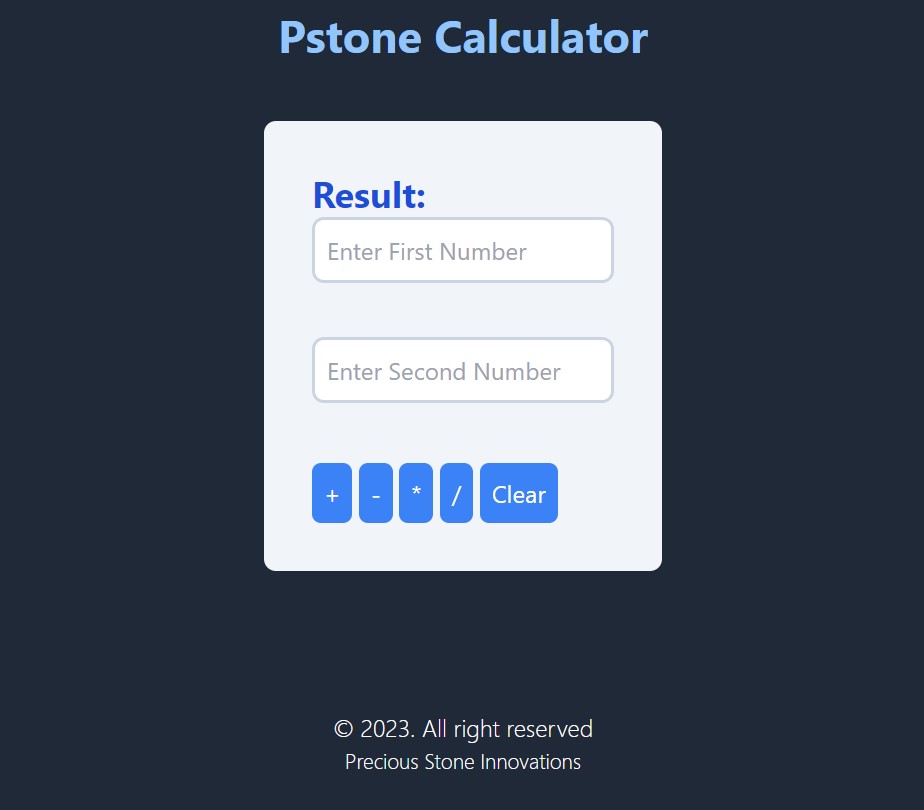 Pstone Calculator
Result:
Enter First Number
Enter Second Number
+ - * / Clear
© 2023. All right reserved
Precious Stone Innovations